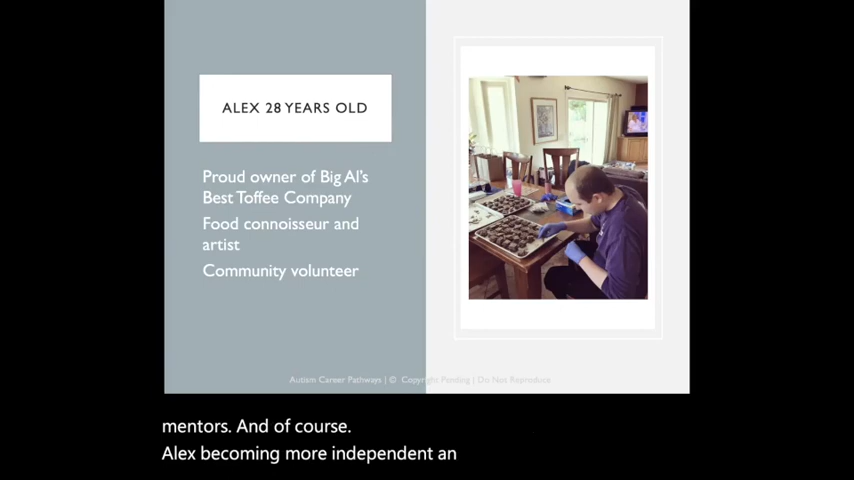 ALEX 28 YEARS OLD
Proud owner of Big Al's
Best Toffee Company
Food connoisseur and
artist
Community volunteer
Autism Career Pathways | © Copyright Pending | Do Not Reproduce
mentors. And of course.
Alex becoming more independent an